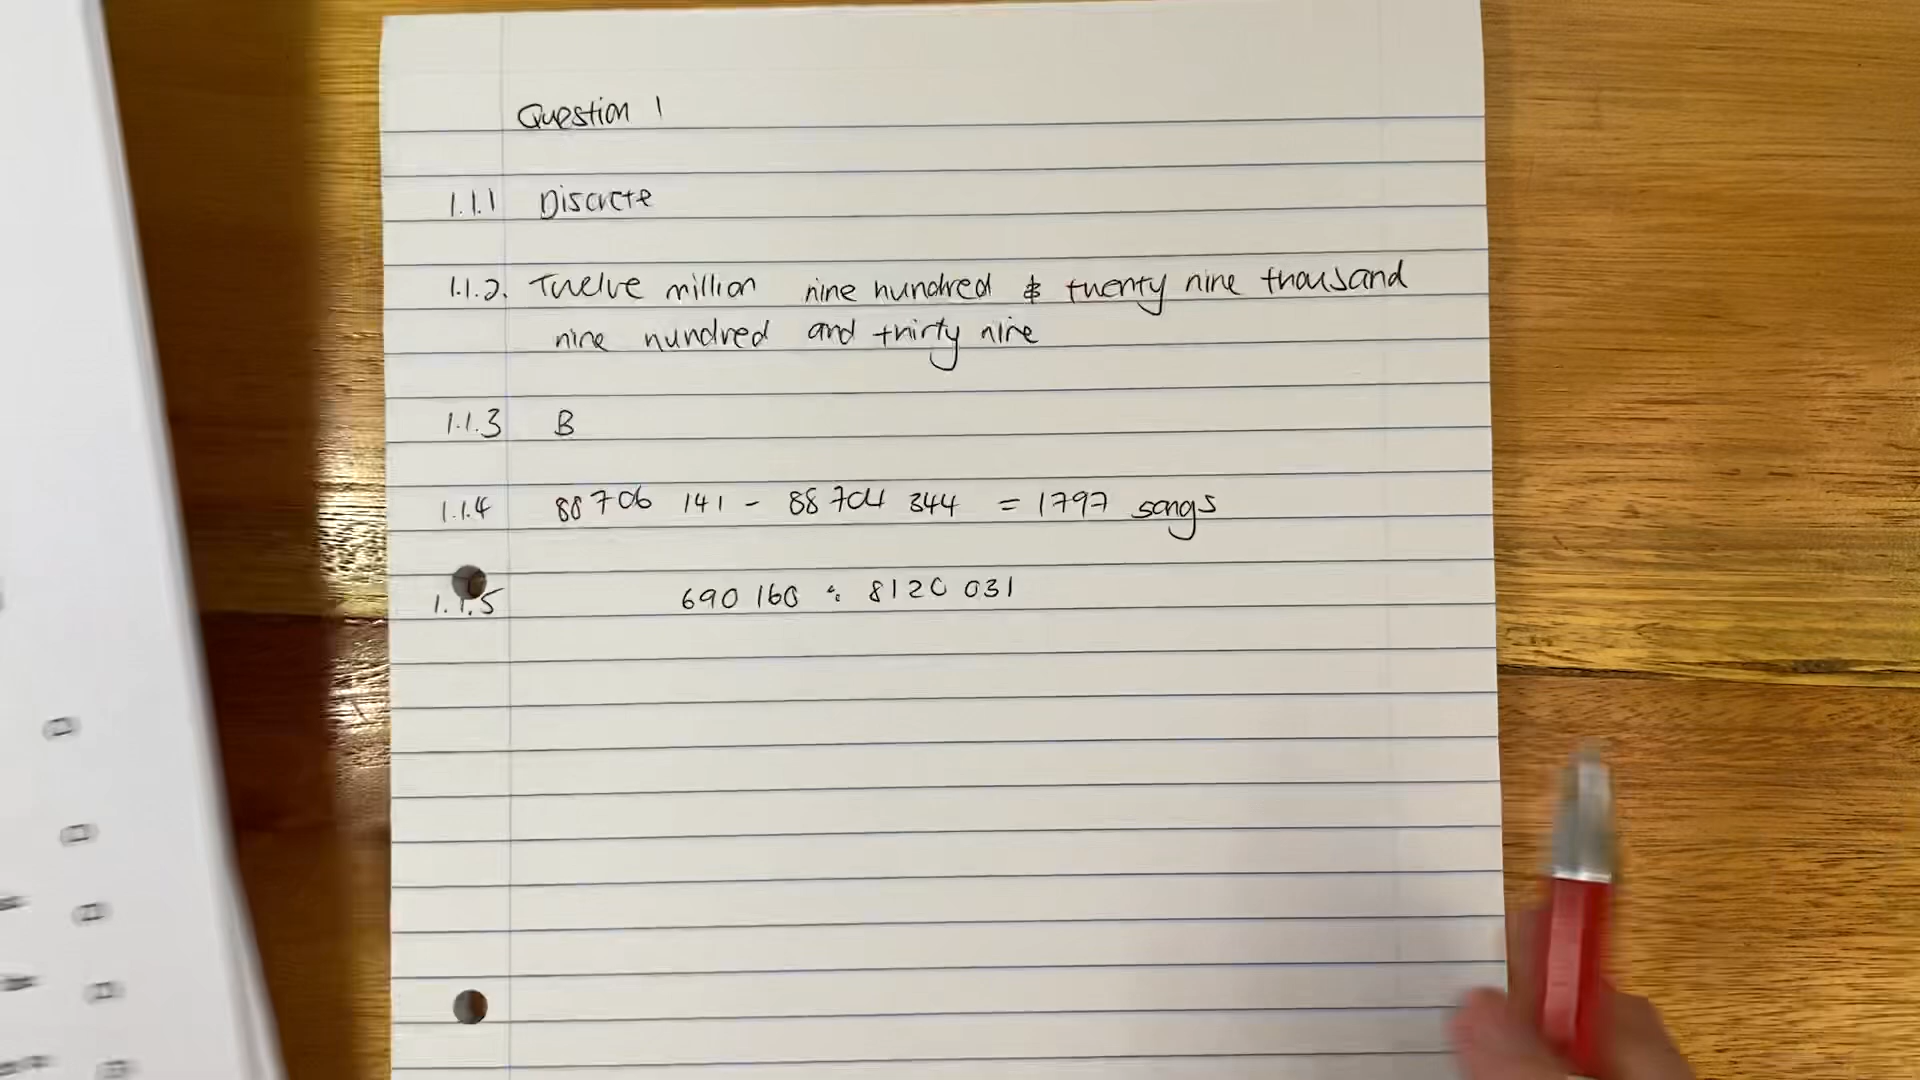 Question 1
1.1.1 Discrete
1.1.2. Twelve million nine hundred & twenty nine thousand
nine hundred and thirty nine
1.1.3 B
1.1.4 88 706 141 - 88 704 344 = 1797 songs
1.1.5 690 160 : 8120 031